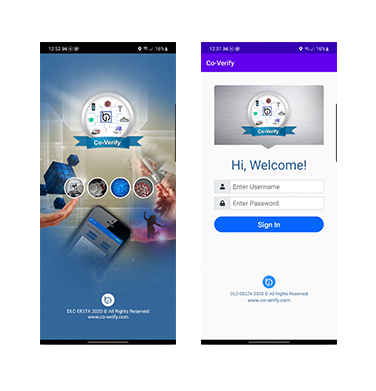 12:52
16%
Co-Verify
DLC-DELTA 2020 © All Rights Reserved
www.co-verify.com
12:51
16%
Co-Verify
Co-Verify
Hi, Welcome!
Enter Username
Enter Password
Sign In
DLC-DELTA 2020 © All Rights Reserved
www.co-verify.com